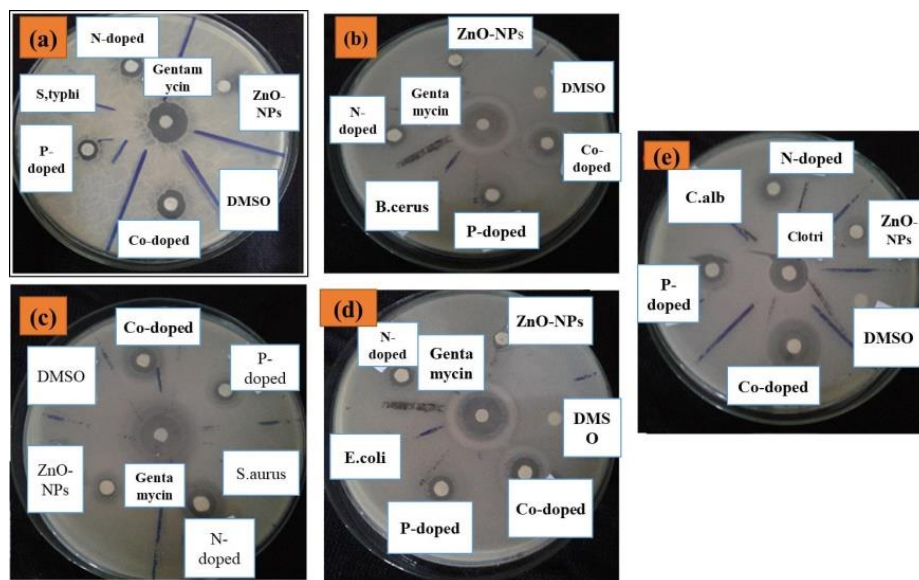 (a)
N-doped
Gentam
ycin
S,typhi
ZnO-
NPs
P-
doped
DMSO
Co-doped
(b)
ZnO-NPs
DMSO
Genta
mycin
N-
doped
Co-
doped
B.cerus
P-doped
(c)
Co-doped
P-
doped
DMSO
ZnO-
NPs
Genta
mycin
S.aurus
N-
doped
(d)
ZnO-NPs
N-
doped
Genta
mycin
DMS
O
E.coli
Co-doped
P-doped
(e)
N-doped
C.alb
Clotri
ZnO-
NPs
P-
doped
DMSO
Co-doped